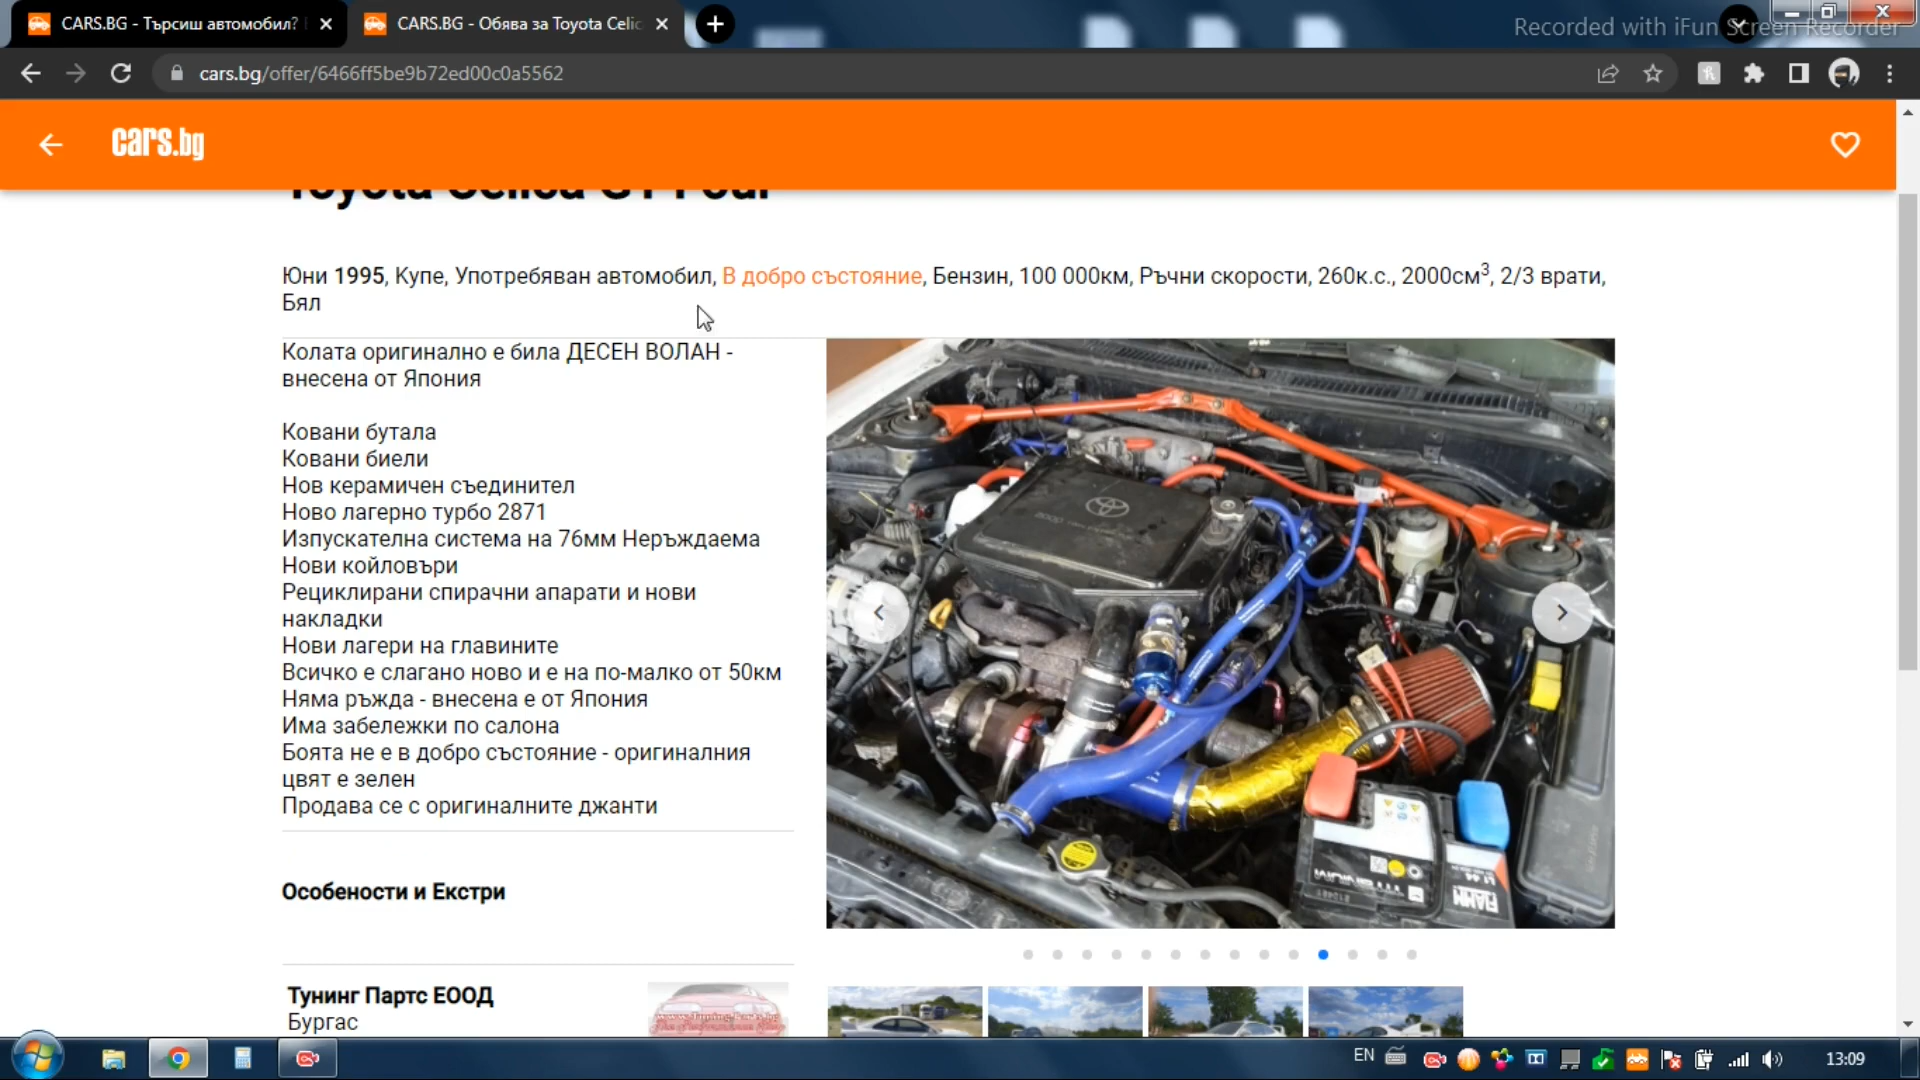 CARS.BG - Търсиш автомобил?
CARS.BG - Обява за Toyota Celic
Recorded with iFun Screen Recorder
cars.bg/offer/6466ff5be9b72ed00c0a5562
cars.bg
Toyota Celica GT Four
Юни 1995, Купе, Употребяван автомобил, В добро състояние, Бензин, 100 000км, Ръчни скорости, 260к.с., 2000см3, 2/3 врати,
Бял
Колата оригинално е била ДЕСЕН ВОЛАН -
внесена от Япония
Ковани бутала
Ковани биели
Нов керамичен съединител
Ново лагерно турбо 2871
Изпускателна система на 76мм Неръждаема
Нови койловъри
Рециклирани спирачни апарати и нови
накладки
Нови лагери на главините
Всичко е слагано ново и е на по-малко от 50км
Няма ръжда - внесена е от Япония
Има забележки по салона
Боята не е в добро състояние - оригиналния
цвят е зелен
Продава се с оригиналните джанти
Особености и Екстри
Тунинг Партс ЕООД
Бургас
FIAMM
EN
13:09